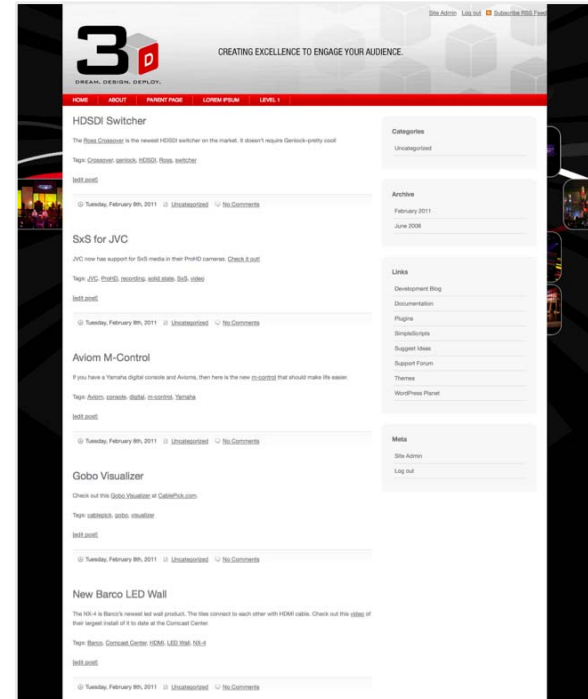 Site Admin Log out Subscribe RSS Feed
3D
CREATING EXCELLENCE TO ENGAGE YOUR AUDIENCE.
DREAM. DESIGN. DEPLOY.
HOME ABOUT PARENT PAGE LOREM IPSUM LEVEL 1
HDSDI Switcher
The Ross Crossover is the newest HDSDI switcher on the market. It doesn't require Genlock-pretty cool!
Tags: Crossover, genlock, HDSDI, Ross, switcher
[edit post]
Tuesday, February 8th, 2011 Uncategorized No Comments
SxS for JVC
JVC now has support for SxS media in their ProHD cameras. Check it out!
Tags: JVC, ProHD, recording, solid state, SxS, video
[edit post]
Tuesday, February 8th, 2011 Uncategorized No Comments
Aviom M-Control
If you have a Yamaha digital console and Avioms, then here is the new m-control that should make life easier.
Tags: Aviom, console, digital, m-control, Yamaha
[edit post]
Tuesday, February 8th, 2011 Uncategorized No Comments
Gobo Visualizer
Check out this Gobo Visualizer at CablePick.com.
Tags: cablepick, gobo, visualizer
[edit post]
Tuesday, February 8th, 2011 Uncategorized No Comments
New Barco LED Wall
The NX-4 is Barco's newest led wall product. The tiles connect to each other with HDMI cable. Check out this video of
their largest install of it to date at the Comcast Center.
Tags: Barco, Comcast Center, HDMI, LED Wall, NX-4
[edit post]
Tuesday, February 8th, 2011 Uncategorized No Comments
Categories
Uncategorized
Archive
February 2011
June 2008
Links
Development Blog
Documentation
Plugins
SimpleScripts
Suggest Ideas
Support Forum
Themes
WordPress Planet
Meta
Site Admin
Log out